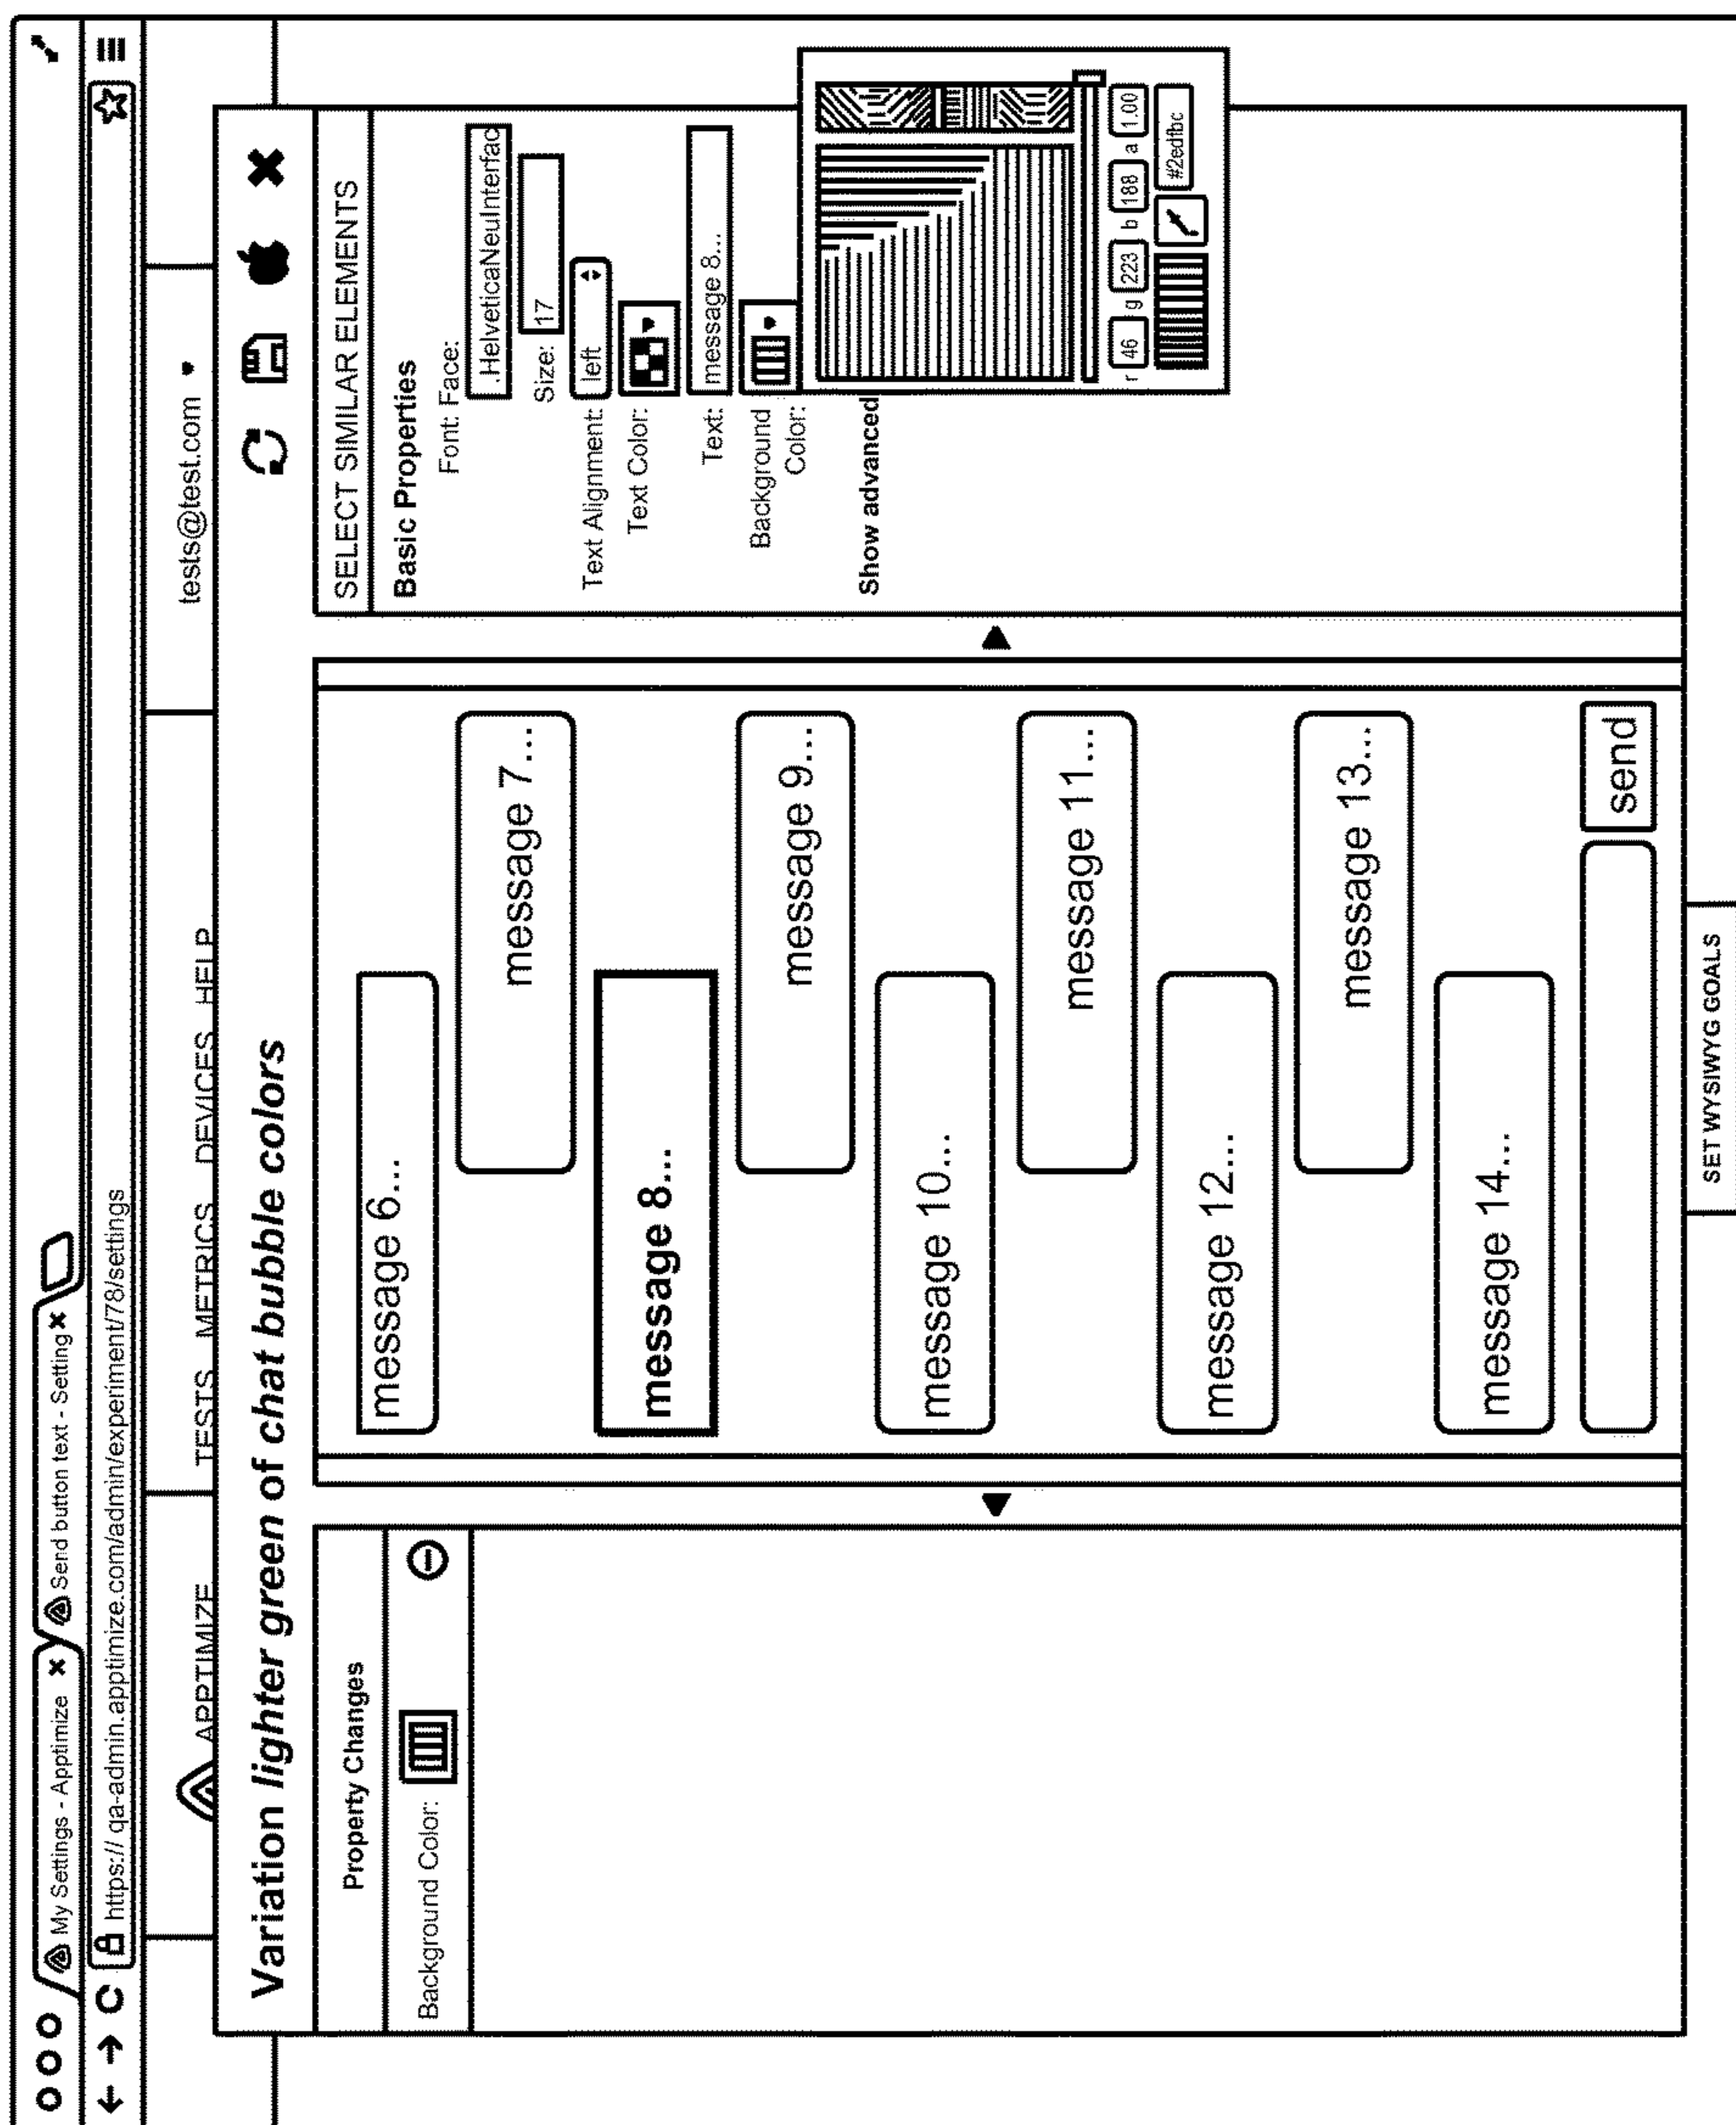 My Settings - Apptimize
Send button text - Setting
https:// qa-admin.apptimize.com/admin/experiment/78/settings
APPTIMIZE TESTS METRICS DEVICES HELP tests@test.com
Variation lighter green of chat bubble colors
Property Changes
Background Color:
message 6...
message 7...
message 8...
message 9...
message 10...
message 11...
message 12...
message 13...
message 14...
send
SELECT SIMILAR ELEMENTS
Basic Properties
Font: Face:
.HelveticaNeuInterfac
Size: 17
Text Alignment: left
Text Color:
Text: message 8...
Background
Color:
Show advanced
r 46 g 223 b 188 a 1.00
#2edfbc
SET WYSIWYG GOALS